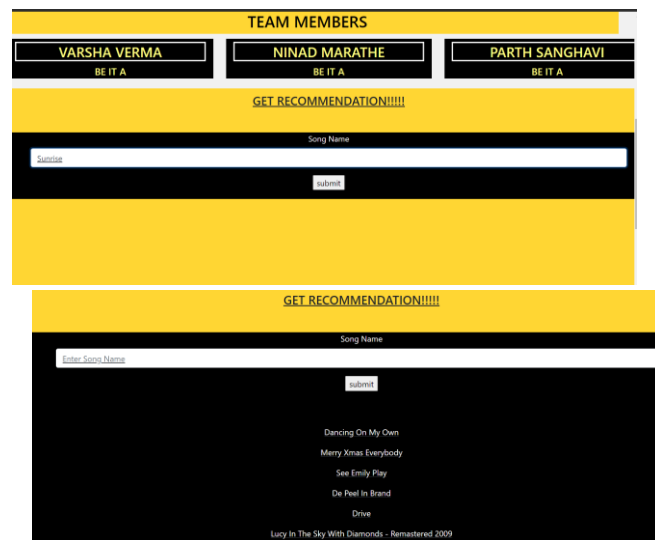 TEAM MEMBERS
VARSHA VERMA NINAD MARATHE PARTH SANGHAVI
BE IT A BE IT A BE IT A
GET RECOMMENDATION!!!!!
Song Name
Sunrise
submit
GET RECOMMENDATION!!!!!
Song Name
Enter Song Name
submit
Dancing On My Own
Merry Xmas Everybody
See Emily Play
De Peel In Brand
Drive
Lucy In The Sky With Diamonds - Remastered 2009